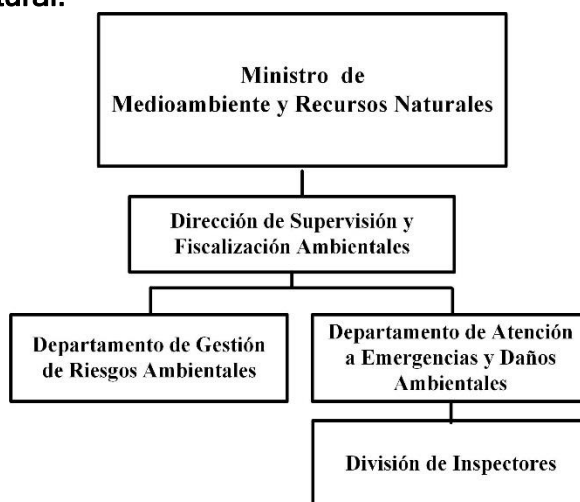 Ministro de
Medioambiente y Recursos Naturales
Dirección de Supervisión y
Fiscalización Ambientales
Departamento de Gestión
de Riesgos Ambientales
Departamento de Atención
a Emergencias y Daños
Ambientales
División de Inspectores